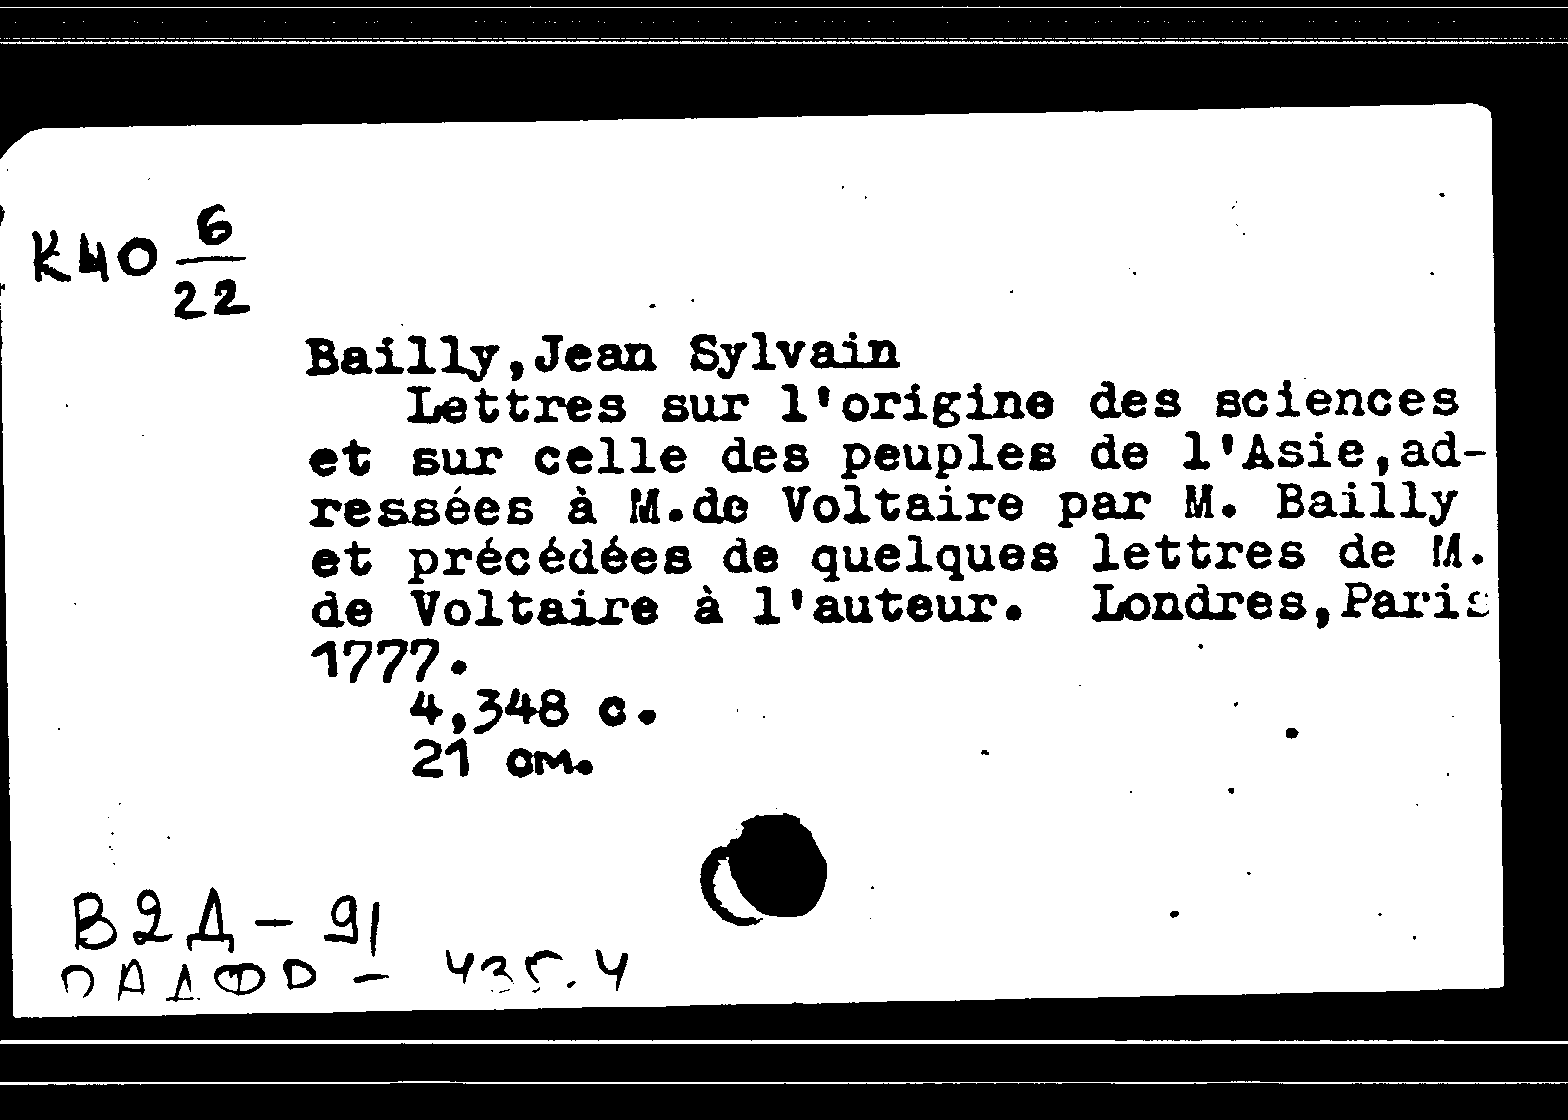 К40 6/22
Bailly,Jean Sylvain
Lettres sur l'origine des sciences
et sur celle des peuples de l'Asie,ad-
ressées à M.de Voltaire par M. Bailly
et précédées de quelques lettres de M.
de Voltaire à l'auteur. Londres,Paris
1777.
4,348 с.
21 см.
В2Д - 91